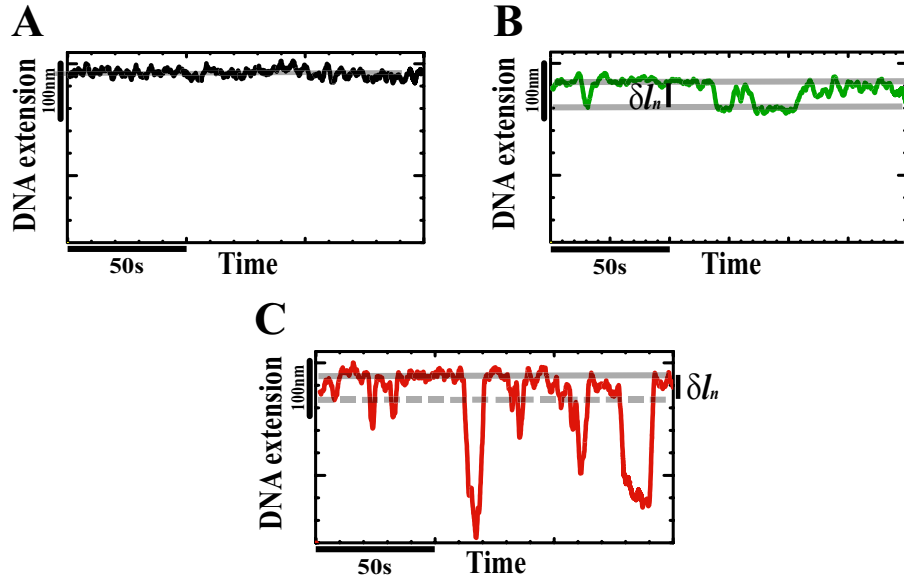 A
DNA extension
100nm
50s
Time
B
DNA extension
100nm
δlₙ
50s
Time
C
DNA extension
100nm
δlₙ
50s
Time